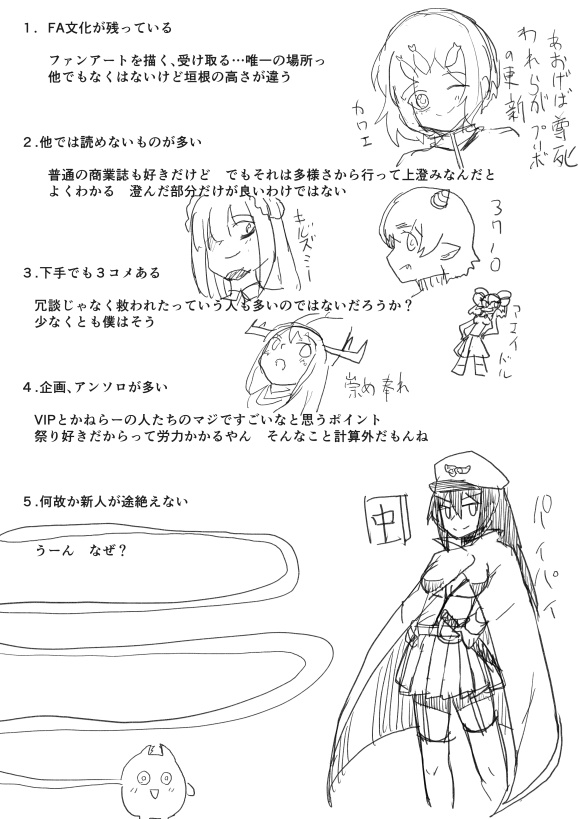 1．FA文化が残っている
ファンアートを描く、受け取る…唯一の場所っ
他でもなくはないけど垣根の高さが違う
あおげば尊死
われらがプーボ
の更新
カワエ
2．他では読めないものが多い
普通の商業誌も好きだけど　でもそれは多様さから行って上澄みなんだと
よくわかる　澄んだ部分だけが良いわけではない
キルズミー
3．下手でも３コメある
冗談じゃなく救われたっていう人も多いのではないだろうか？
少なくとも僕はそう
アエイドル
崇め奉れ
4．企画、アンソロが多い
VIPとかねらーの人たちのマジですごいなと思うポイント
祭り好きだからって労力かかるやん　そんなこと計算外だもんね
5．何故か新人が途絶えない
うーん　なぜ？
虫
パイパイ